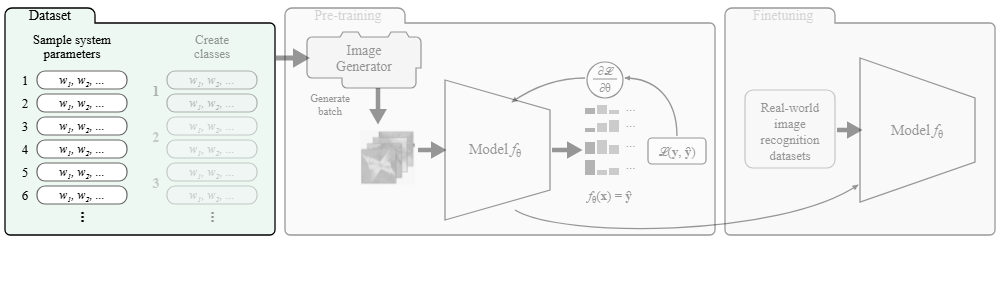 Dataset
Sample system
parameters
1 w₁, w₂, ...
2 w₁, w₂, ...
3 w₁, w₂, ...
4 w₁, w₂, ...
5 w₁, w₂, ...
6 w₁, w₂, ...
⋮
Create
classes
w₁, w₂, ...
1
w₁, w₂, ...
w₁, w₂, ...
2
w₁, w₂, ...
w₁, w₂, ...
3
w₁, w₂, ...
⋮
Pre-training
Image
Generator
Generate
batch
Model fθ
∂ℒ
∂θ
...
...
...
...
ℒ(y, ŷ)
fθ(x) = ŷ
Finetuning
Real-world
image
recognition
datasets
Model fθ